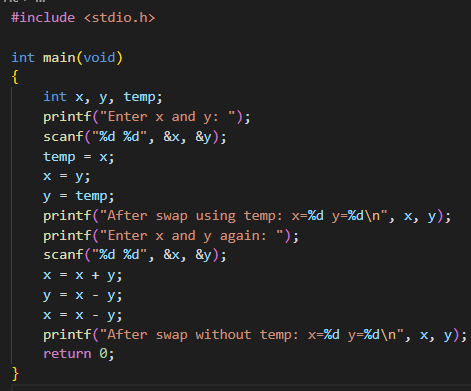 #include <stdio.h>

int main(void)
{
    int x, y, temp;
    printf("Enter x and y: ");
    scanf("%d %d", &x, &y);
    temp = x;
    x = y;
    y = temp;
    printf("After swap using temp: x=%d y=%d\n", x, y);
    printf("Enter x and y again: ");
    scanf("%d %d", &x, &y);
    x = x + y;
    y = x - y;
    x = x - y;
    printf("After swap without temp: x=%d y=%d\n", x, y);
    return 0;
}